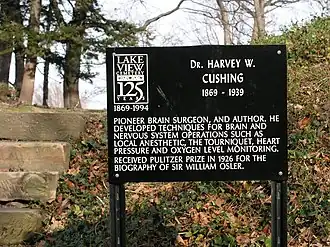 LAKE
VIEW
CEMETERY
125
YEARS
1869-1994
DR. HARVEY W.
CUSHING
1869 - 1939
PIONEER BRAIN SURGEON, AND AUTHOR. HE
DEVELOPED TECHNIQUES FOR BRAIN AND
NERVOUS SYSTEM OPERATIONS SUCH AS
LOCAL ANESTHETIC, THE TOURNIQUET, HEART
PRESSURE AND OXYGEN LEVEL MONITORING.
RECEIVED PULITZER PRIZE IN 1926 FOR THE
BIOGRAPHY OF SIR WILLIAM OSLER.